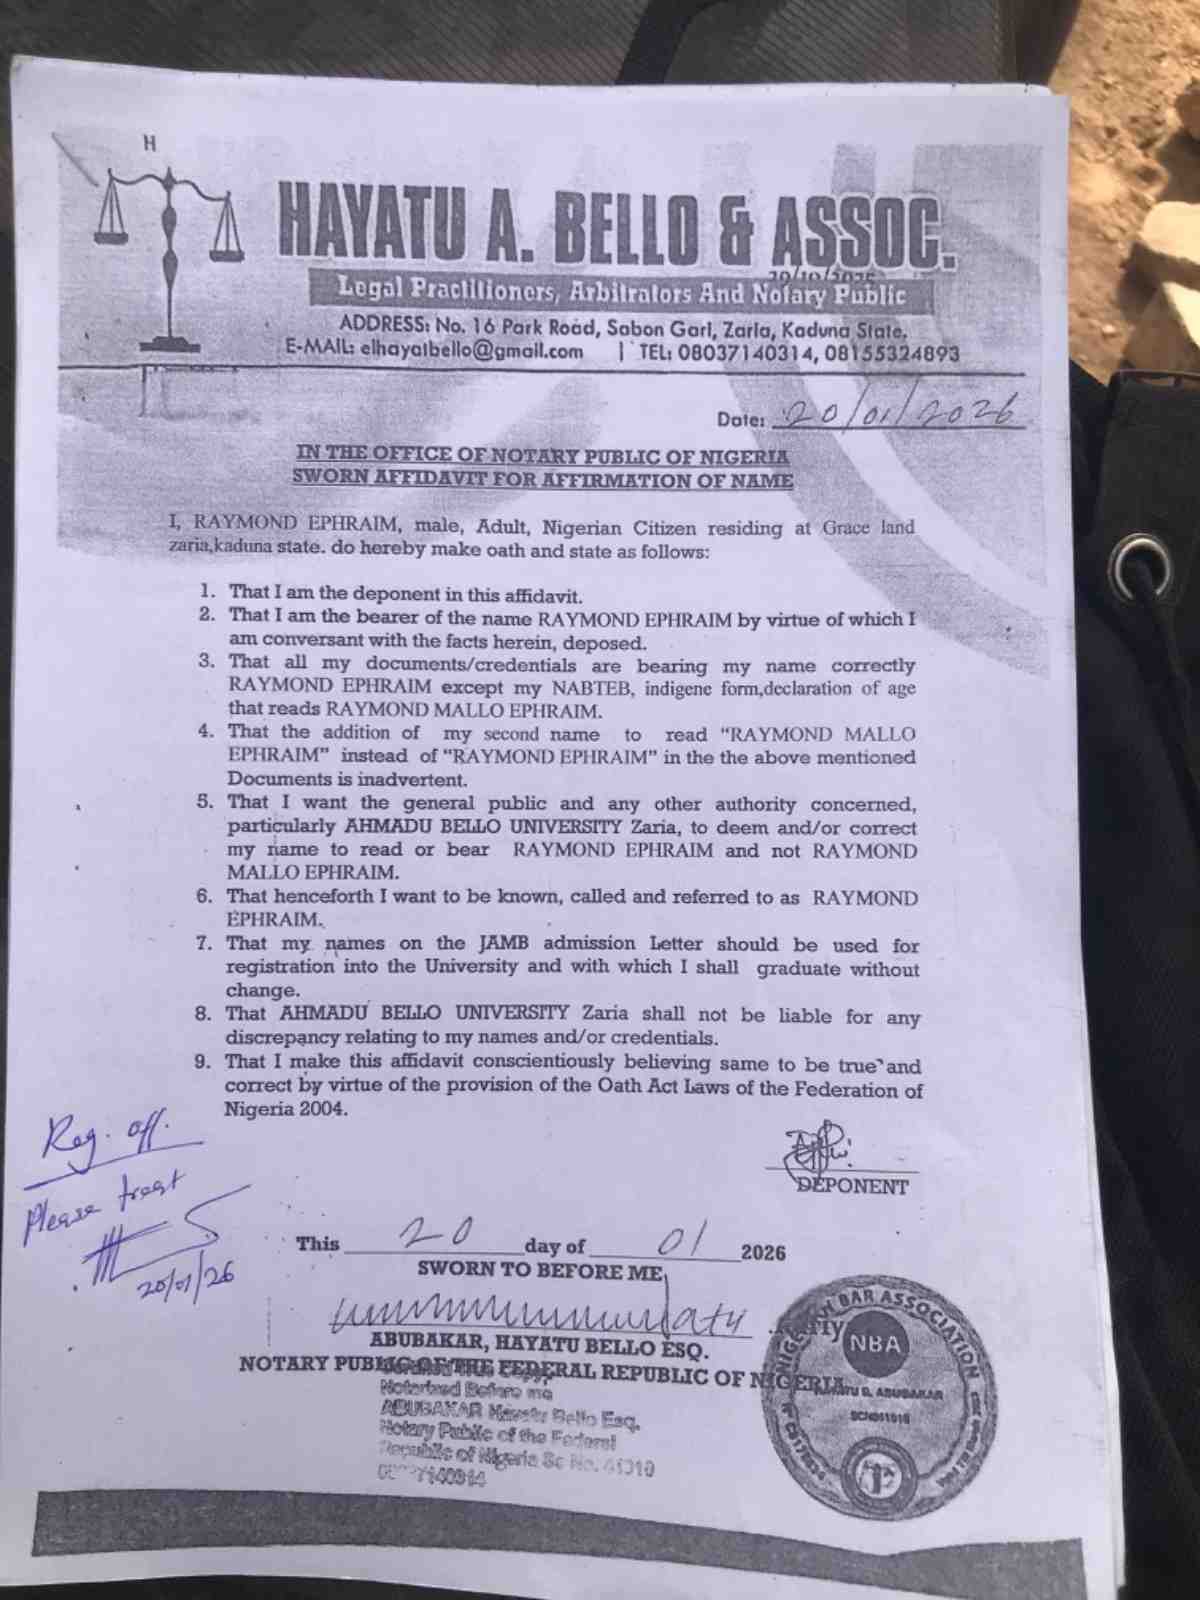 H
HAYATU A. BELLO & ASSOC.
Legal Practitioners, Arbitrators And Notary Public
ADDRESS: No. 16 Park Road, Sabon Gari, Zaria, Kaduna State.
E-MAIL: elhayatbello@gmail.com | TEL: 08037140314, 08155324893
Date: 20/01/2026
IN THE OFFICE OF NOTARY PUBLIC OF NIGERIA
SWORN AFFIDAVIT FOR AFFIRMATION OF NAME
I, RAYMOND EPHRAIM, male, Adult, Nigerian Citizen residing at Grace land
zaria,kaduna state. do hereby make oath and state as follows:
1. That I am the deponent in this affidavit.
2. That I am the bearer of the name RAYMOND EPHRAIM by virtue of which I
am conversant with the facts herein, deposed.
3. That all my documents/credentials are bearing my name correctly
RAYMOND EPHRAIM except my NABTEB, indigene form,declaration of age
that reads RAYMOND MALLO EPHRAIM.
4. That the addition of my second name to read "RAYMOND MALLO
EPHRAIM" instead of "RAYMOND EPHRAIM" in the the above mentioned
Documents is inadvertent.
5. That I want the general public and any other authority concerned,
particularly AHMADU BELLO UNIVERSITY Zaria, to deem and/or correct
my name to read or bear RAYMOND EPHRAIM and not RAYMOND
MALLO EPHRAIM.
6. That henceforth I want to be known, called and referred to as RAYMOND
EPHRAIM.
7. That my names on the JAMB admission Letter should be used for
registration into the University and with which I shall graduate without
change.
8. That AHMADU BELLO UNIVERSITY Zaria shall not be liable for any
discrepancy relating to my names and/or credentials.
9. That I make this affidavit conscientiously believing same to be true and
correct by virtue of the provision of the Oath Act Laws of the Federation of
Nigeria 2004.
Reg. off.
Please treat
20/01/26
DEPONENT
This 20 day of 01 2026
SWORN TO BEFORE ME
ABUBAKAR, HAYATU BELLO ESQ.
NOTARY PUBLIC OF THE FEDERAL REPUBLIC OF NIGERIA
Notarized Before me
ABUBAKAR Hayatu Bello Esq.
Notary Public of the Federal
Republic of Nigeria Sc No.
NIGERIAN BAR ASSOCIATION
NBA
ABUBAKAR